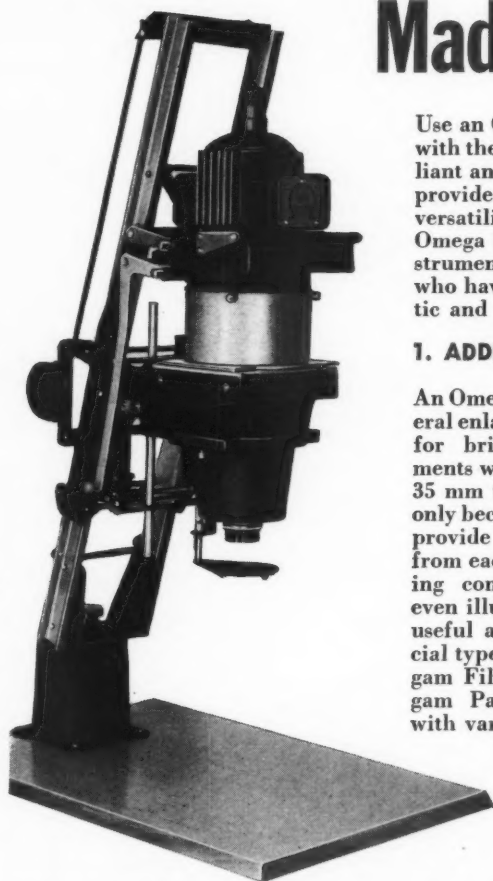 Mad
Use an
with the
liant an
provide
versatili
Omega
strumen
who hav
tic and
1. ADD
An Ome
eral enla
for bri
ments w
35 mm
only bec
provide
from eac
ing con
even illu
useful a
cial type
gam Fil
gam Pa
with var